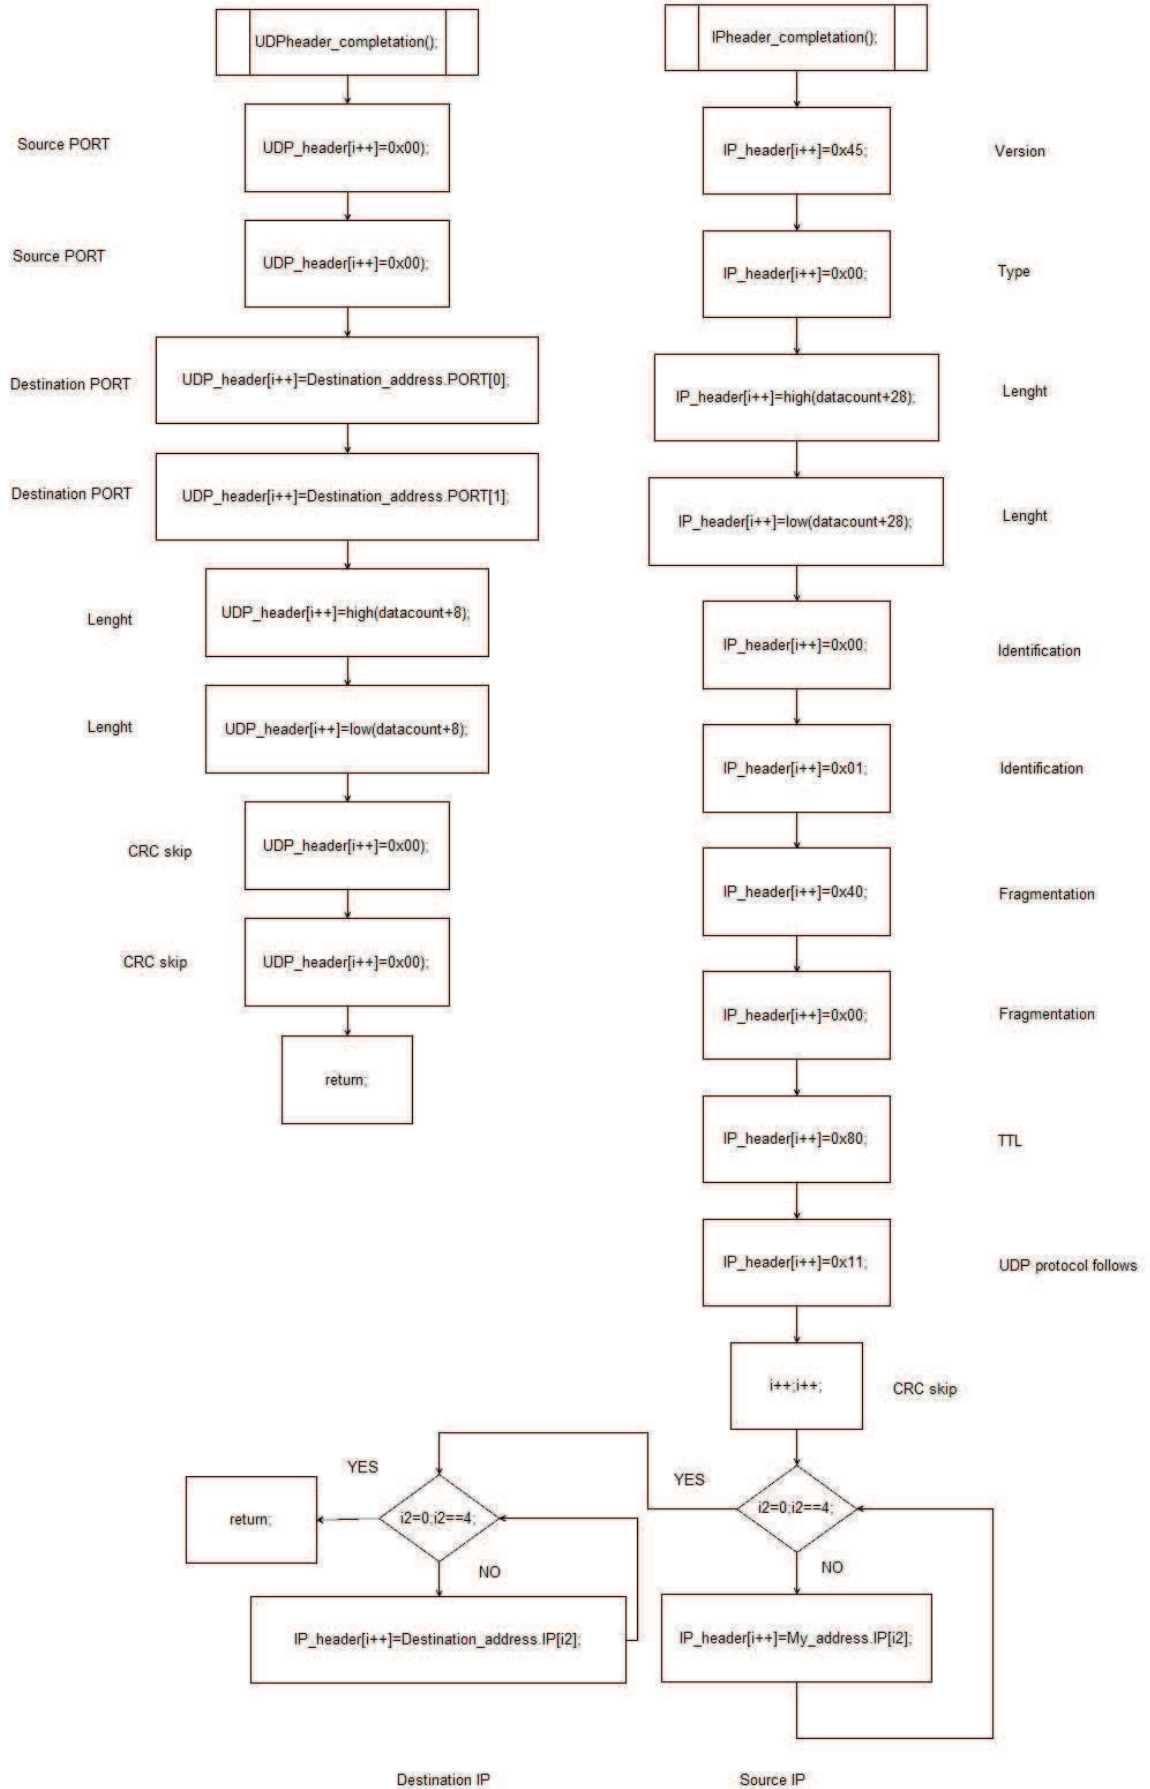 UDPheader_completation();
Source PORT
UDP_header[i++]=0x00);
Source PORT
UDP_header[i++]=0x00);
Destination PORT
UDP_header[i++]=Destination_address.PORT[0];
Destination PORT
UDP_header[i++]=Destination_address.PORT[1];
Lenght
UDP_header[i++]=high(datacount+8);
Lenght
UDP_header[i++]=low(datacount+8);
CRC skip
UDP_header[i++]=0x00);
CRC skip
UDP_header[i++]=0x00);
return;
IPheader_completation();
IP_header[i++]=0x45;
Version
IP_header[i++]=0x00;
Type
IP_header[i++]=high(datacount+28);
Lenght
IP_header[i++]=low(datacount+28);
Lenght
IP_header[i++]=0x00;
Identification
IP_header[i++]=0x01;
Identification
IP_header[i++]=0x40;
Fragmentation
IP_header[i++]=0x00;
Fragmentation
IP_header[i++]=0x80;
TTL
IP_header[i++]=0x11;
UDP protocol follows
i++;i++;
CRC skip
YES
i2=0;i2==4;
NO
IP_header[i++]=My_address.IP[i2];
Source IP
YES
i2=0;i2==4;
return;
NO
IP_header[i++]=Destination_address.IP[i2];
Destination IP